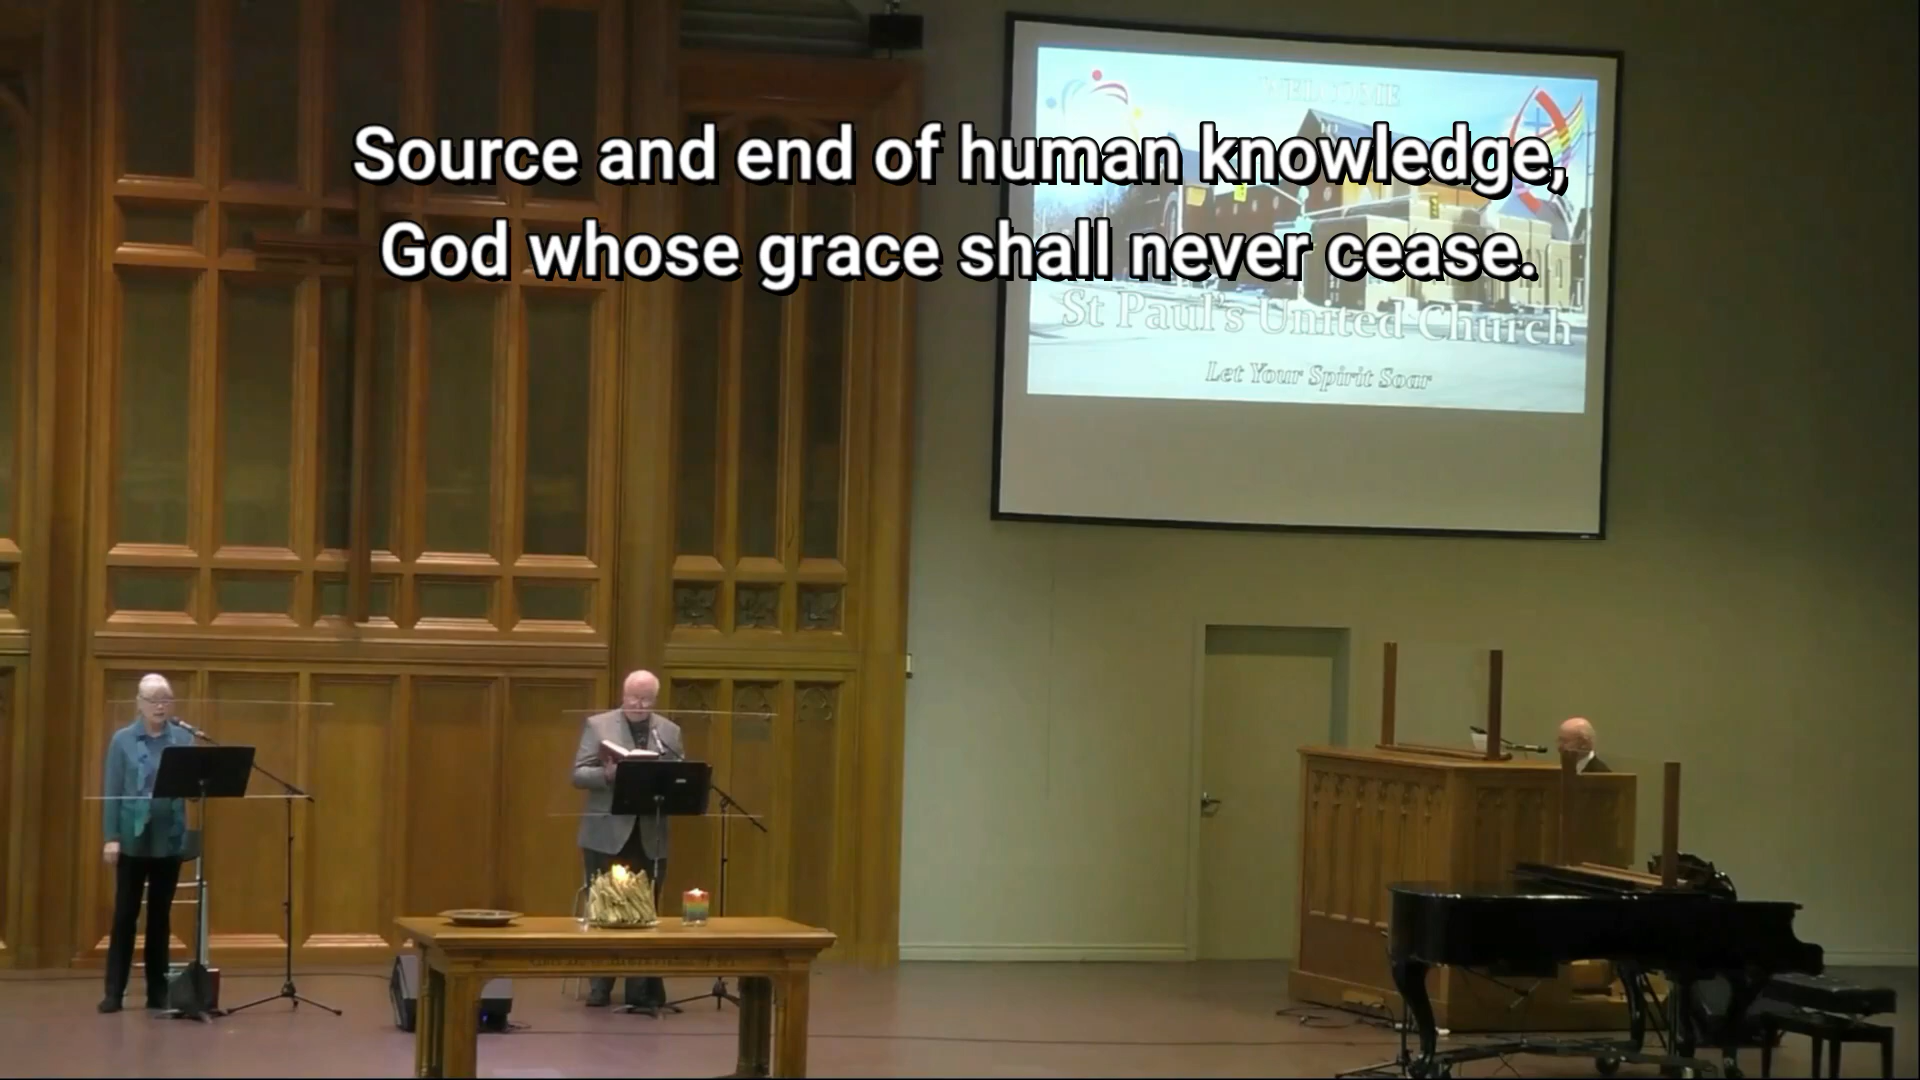 WELCOME
Source and end of human knowledge,
God whose grace shall never cease.
St Paul's United Church
Let Your Spirit Soar